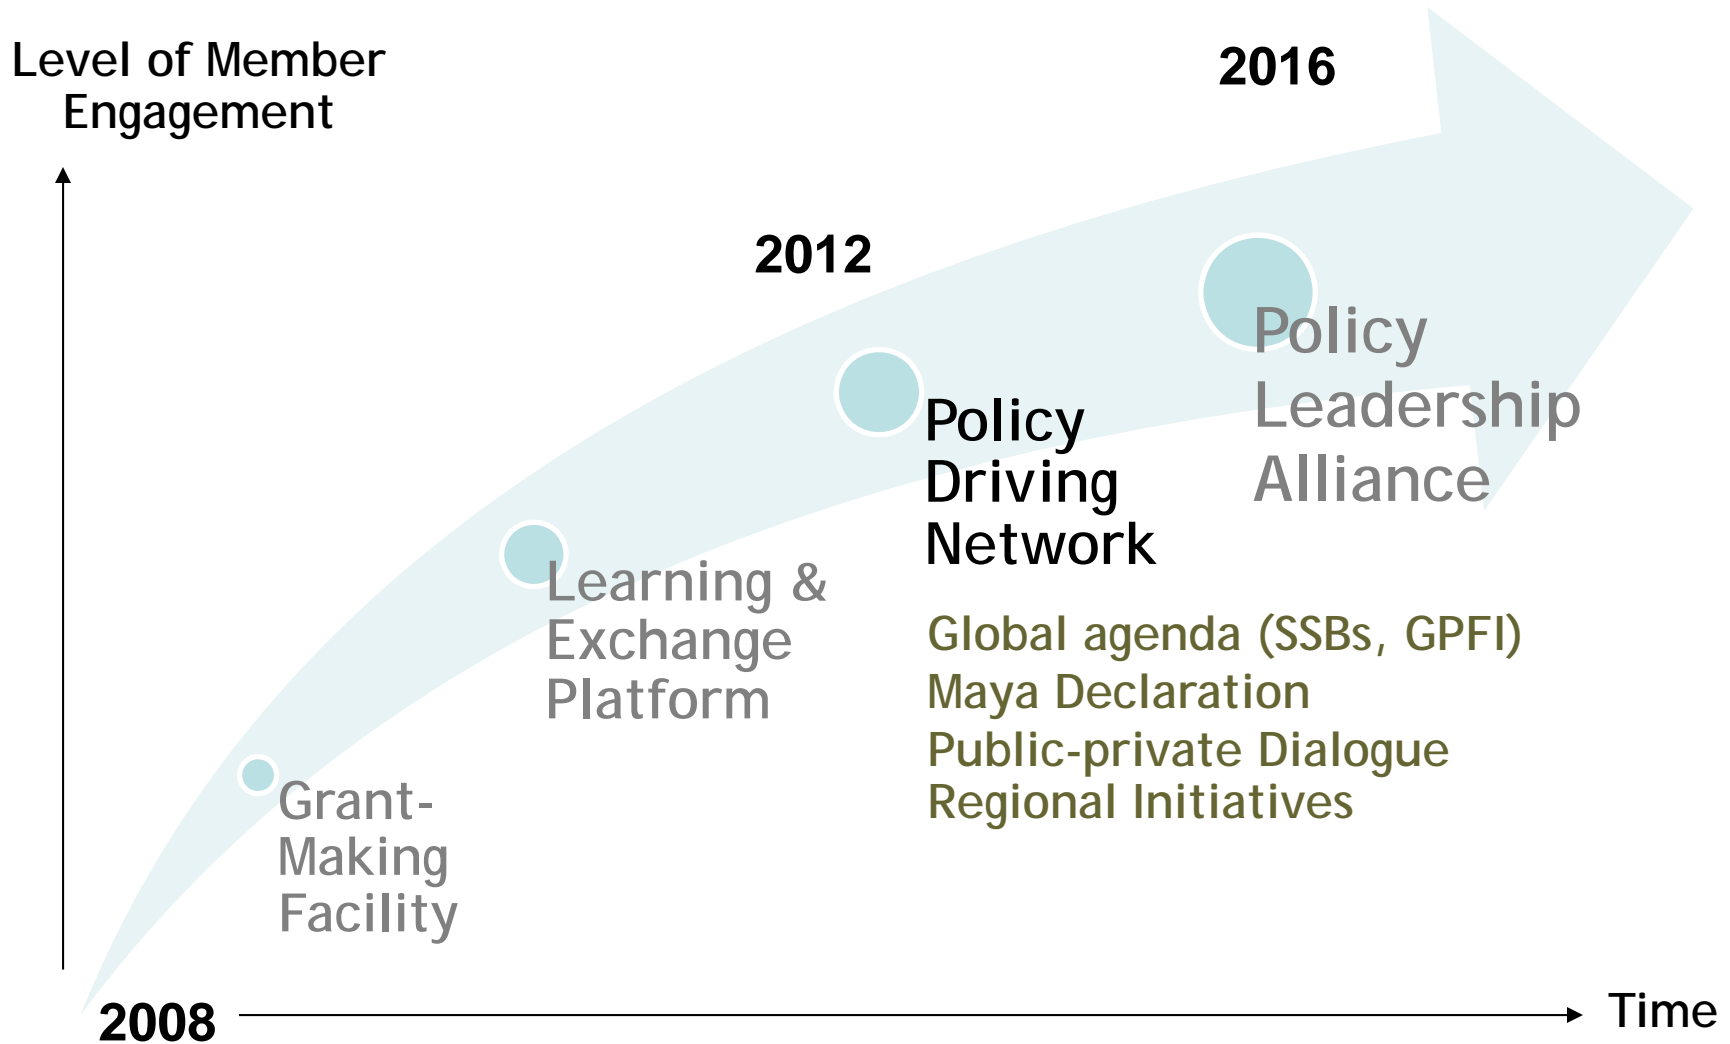 Level of Member
Engagement
2016
2012
Policy
Leadership
Alliance
Policy
Driving
Network
Learning &
Exchange
Platform
Global agenda (SSBs, GPFI)
Maya Declaration
Public-private Dialogue
Regional Initiatives
Grant-
Making
Facility
2008
Time